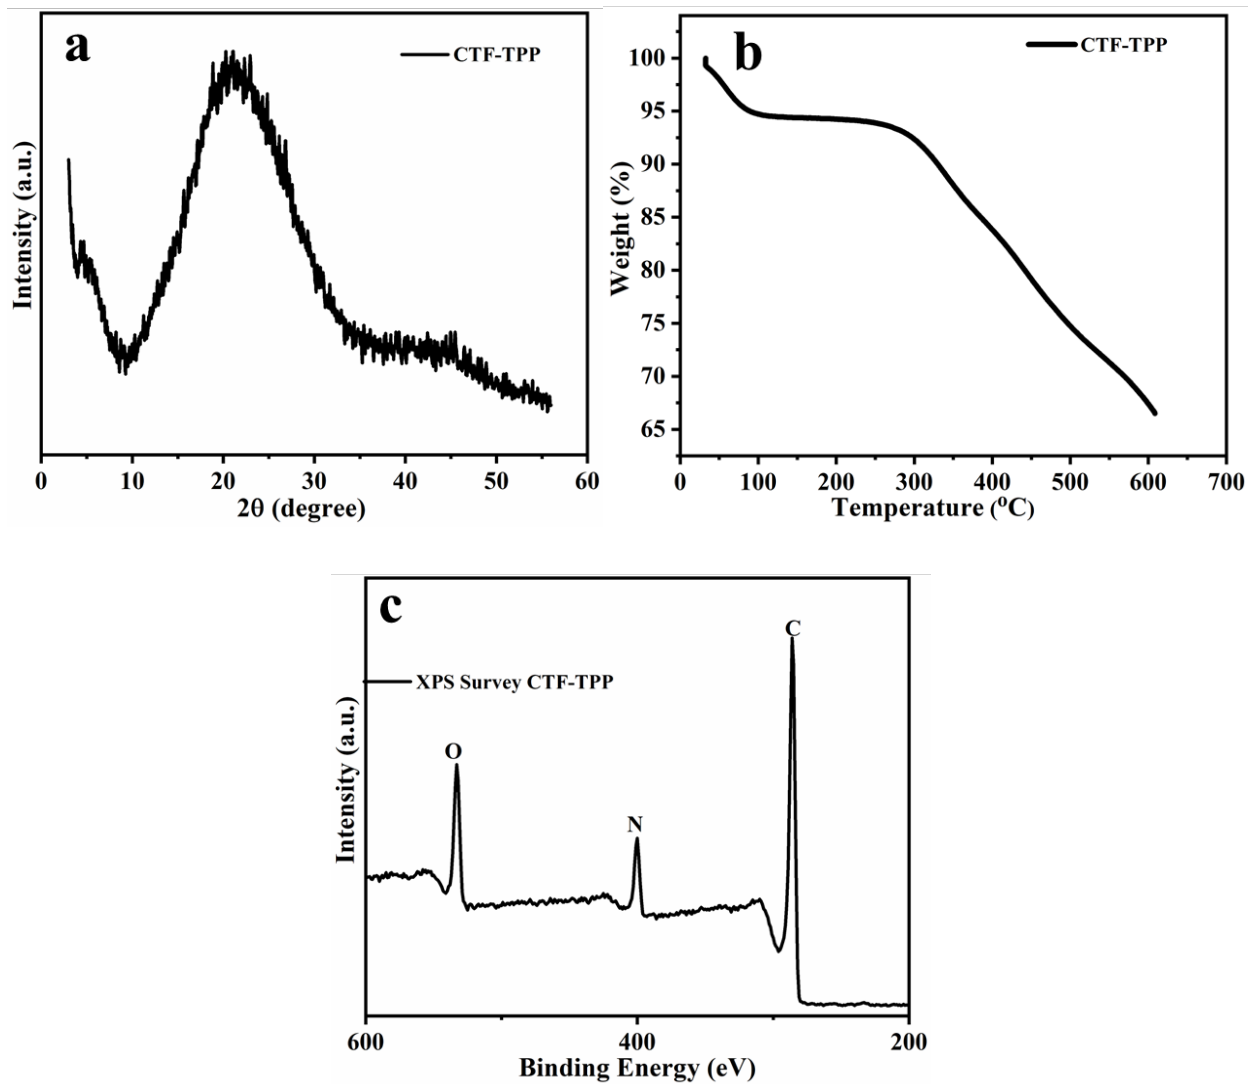 a
CTF-TPP
Intensity (a.u.)
0 10 20 30 40 50 60
2θ (degree)
b
CTF-TPP
Weight (%)
100
95
90
85
80
75
70
65
0 100 200 300 400 500 600 700
Temperature (ºC)
c
C
XPS Survey CTF-TPP
O
N
Intensity (a.u.)
600 400 200
Binding Energy (eV)